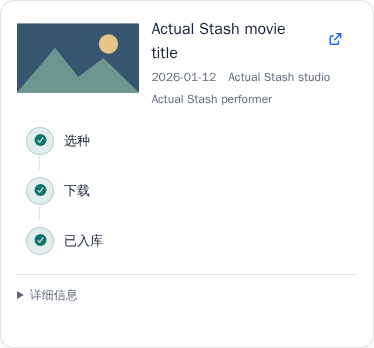 Actual Stash movie
title
2026-01-12 Actual Stash studio
Actual Stash performer
选种
下载
已入库
详细信息